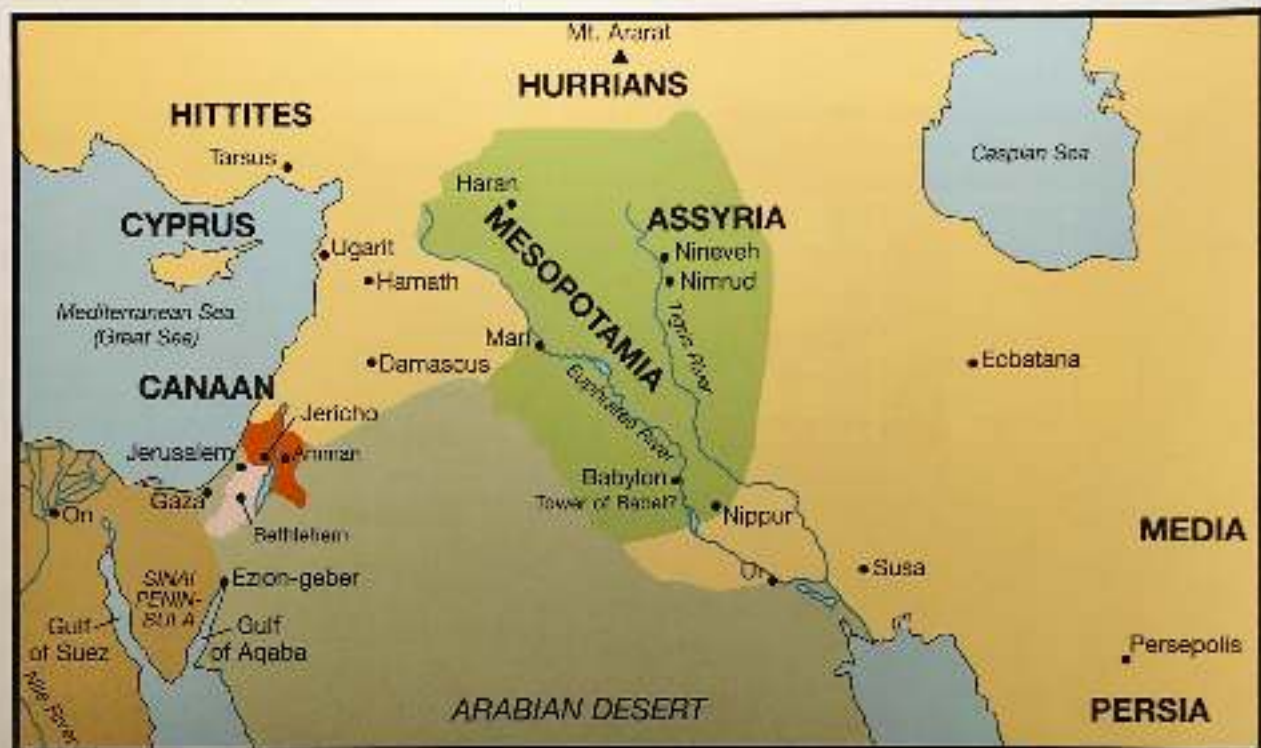 Mt. Ararat
HURRIANS
HITTITES
Tarsus
Caspian Sea
Haran
CYPRUS
MESOPOTAMIA
ASSYRIA
Ugarit
Nineveh
Hamath
Nimrud
Mediterranean Sea
(Great Sea)
Tigris River
Mari
Damascus
Ecbatana
CANAAN
Euphrates River
Jericho
Jerusalem
Amman
Babylon
Tower of Babel?
Gaza
On
Nippur
Bethlehem
MEDIA
SINAI
PENIN-
SULA
Ezion-geber
Ur
Susa
Gulf
of Suez
Gulf
of Aqaba
Persepolis
Nile River
ARABIAN DESERT
PERSIA